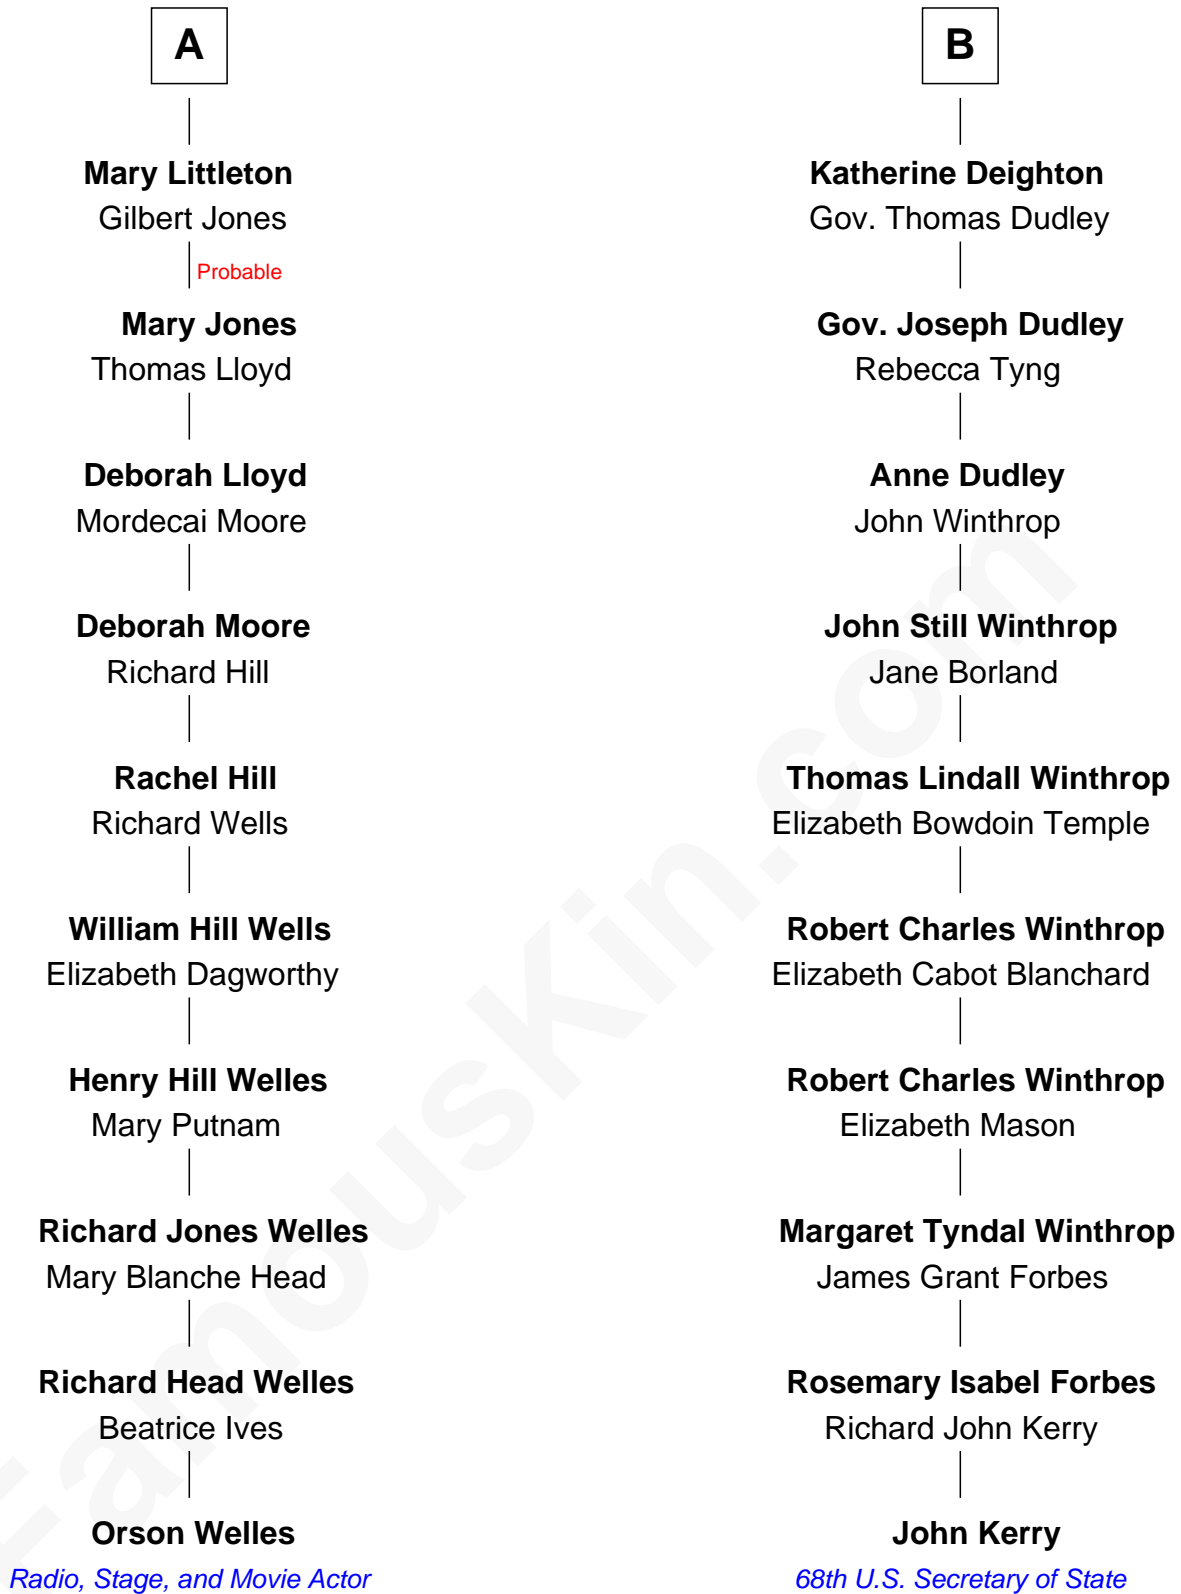 A
Mary Littleton
Gilbert Jones
Probable
Mary Jones
Thomas Lloyd
Deborah Lloyd
Mordecai Moore
Deborah Moore
Richard Hill
Rachel Hill
Richard Wells
William Hill Wells
Elizabeth Dagworthy
Henry Hill Welles
Mary Putnam
Richard Jones Welles
Mary Blanche Head
Richard Head Welles
Beatrice Ives
Orson Welles
Radio, Stage, and Movie Actor
B
Katherine Deighton
Gov. Thomas Dudley
Gov. Joseph Dudley
Rebecca Tyng
Anne Dudley
John Winthrop
John Still Winthrop
Jane Borland
Thomas Lindall Winthrop
Elizabeth Bowdoin Temple
Robert Charles Winthrop
Elizabeth Cabot Blanchard
Robert Charles Winthrop
Elizabeth Mason
Margaret Tyndal Winthrop
James Grant Forbes
Rosemary Isabel Forbes
Richard John Kerry
John Kerry
68th U.S. Secretary of State
FamousKin.com